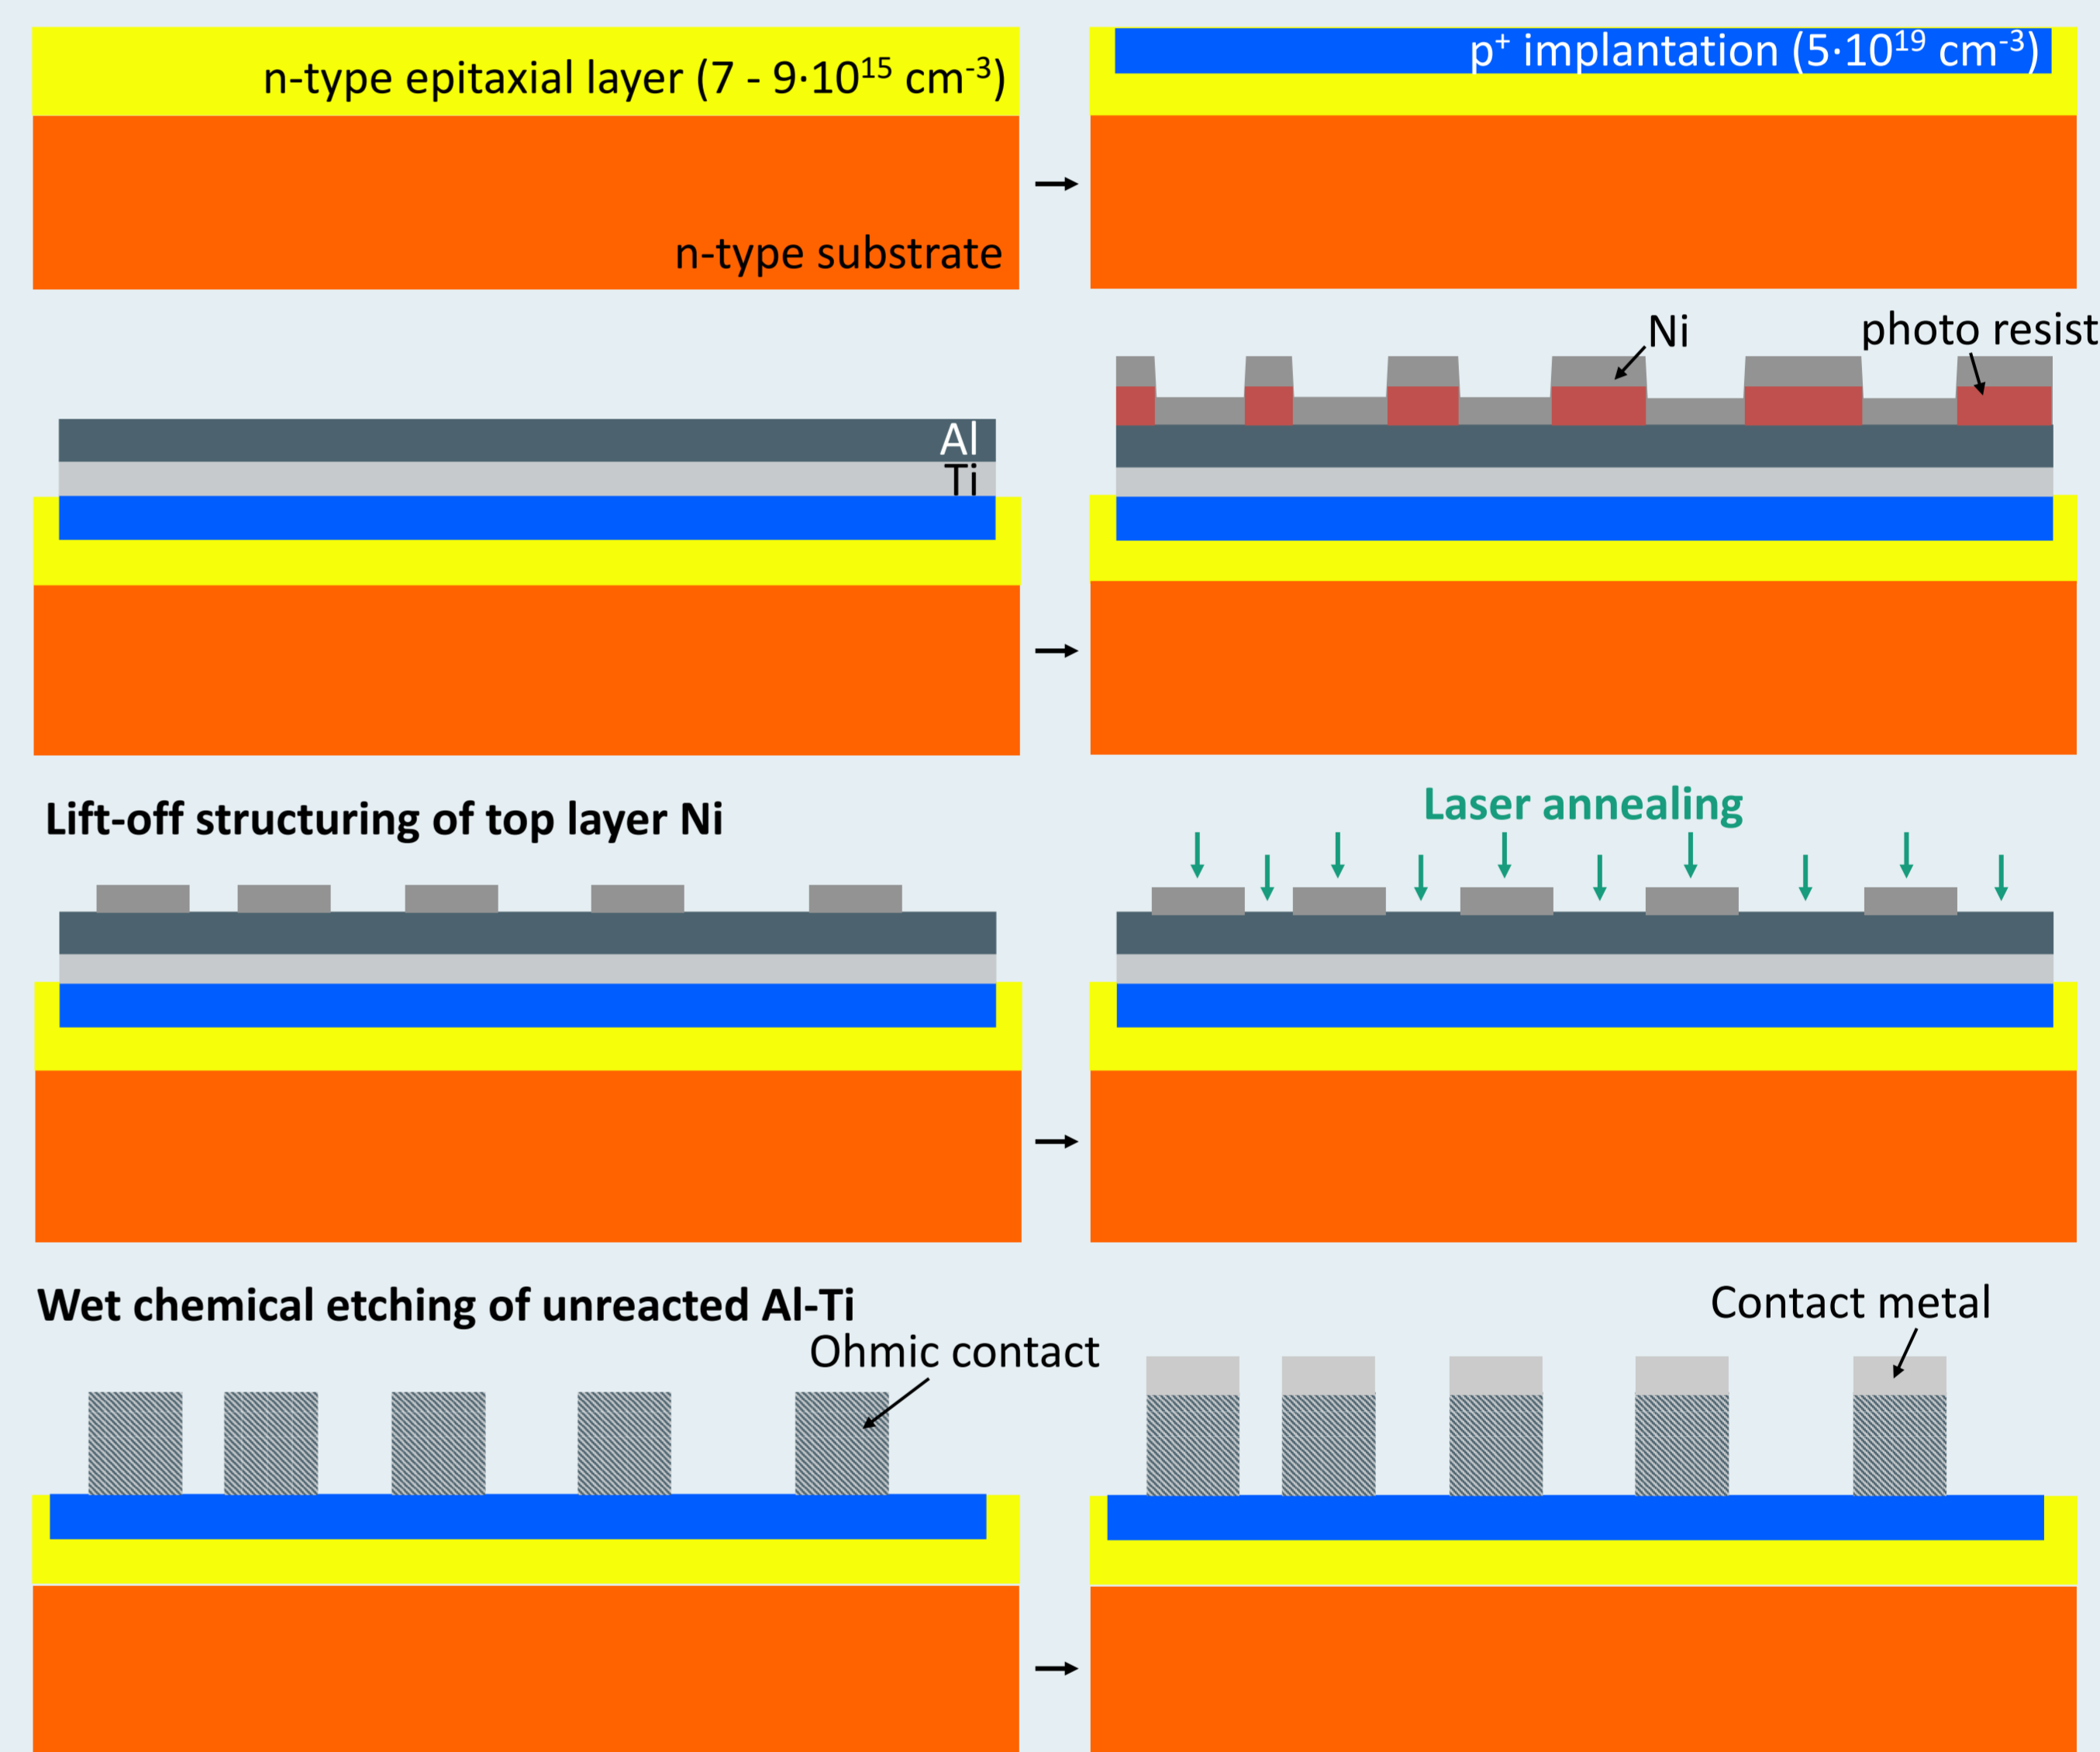 n-type epitaxial layer (7 - 9·10¹⁵ cm⁻³)
n-type substrate
p⁺ implantation (5·10¹⁹ cm⁻³)
Al
Ti
Ni
photo resist
Lift-off structuring of top layer Ni
Laser annealing
Wet chemical etching of unreacted Al-Ti
Ohmic contact
Contact metal